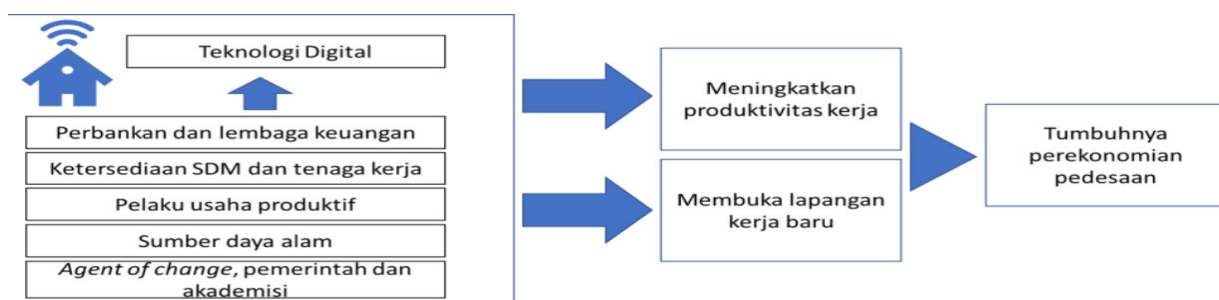 Teknologi Digital
Perbankan dan lembaga keuangan
Ketersediaan SDM dan tenaga kerja
Pelaku usaha produktif
Sumber daya alam
Agent of change, pemerintah dan
akademisi
Meningkatkan
produktivitas kerja
Membuka lapangan
kerja baru
Tumbuhnya
perekonomian
pedesaan